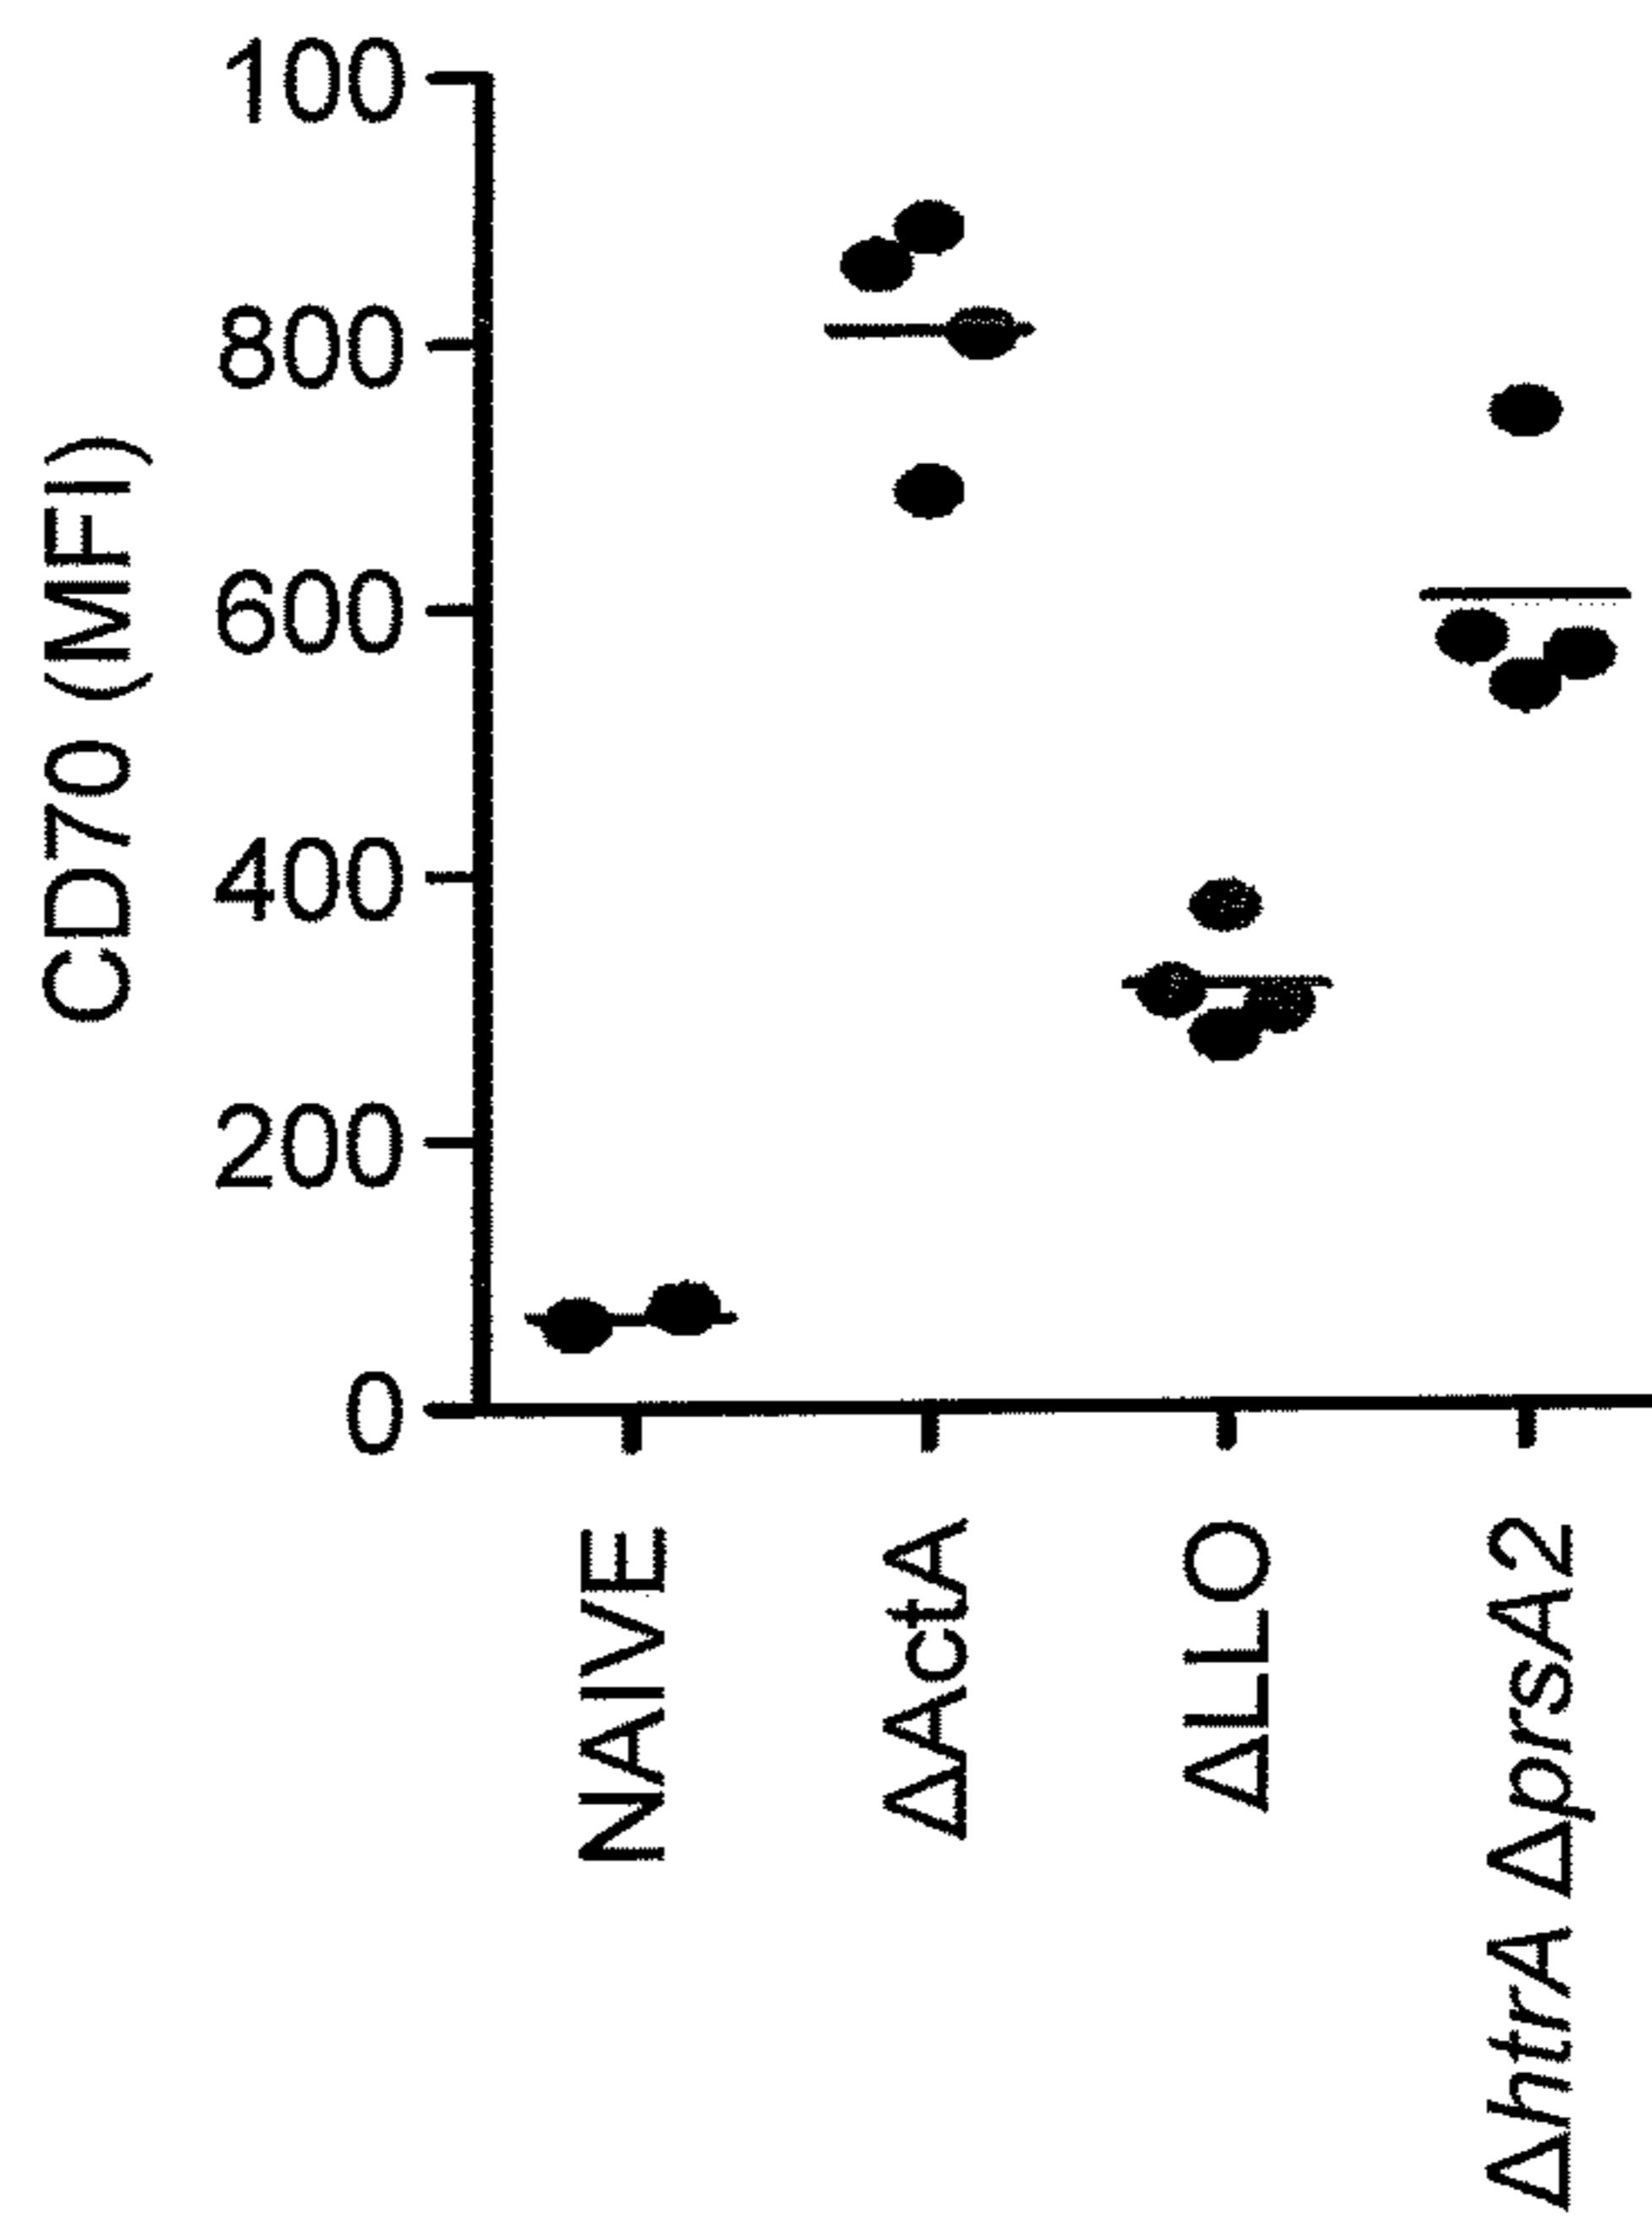 CD70 (MFI)
100
800
600
400
200
0
NAIVE
ΔActA
ΔLLO
ΔhtrA ΔprsA2